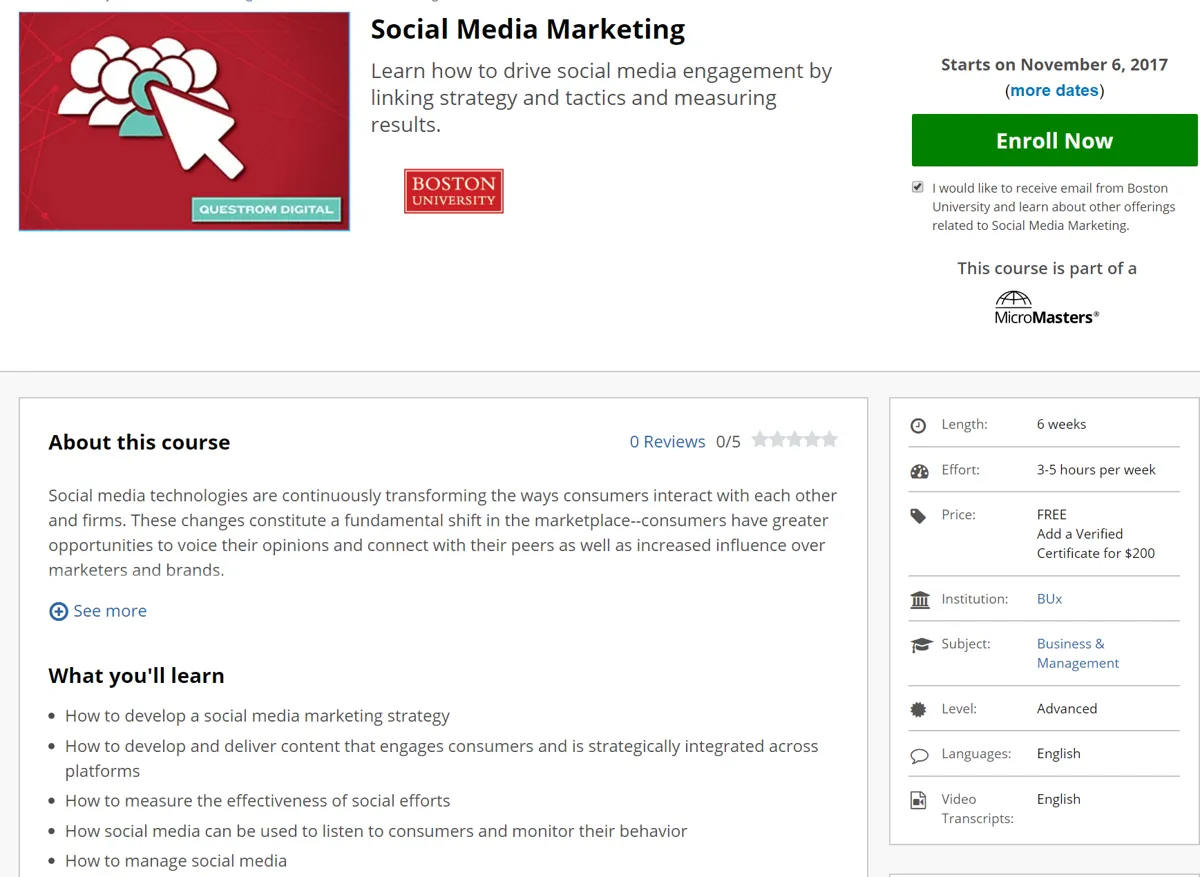 Social Media Marketing
Learn how to drive social media engagement by
linking strategy and tactics and measuring
results.
QUESTROM DIGITAL
BOSTON
UNIVERSITY
Starts on November 6, 2017
(more dates)
Enroll Now
I would like to receive email from Boston
University and learn about other offerings
related to Social Media Marketing.
This course is part of a
MicroMasters®
About this course
0 Reviews 0/5
Social media technologies are continuously transforming the ways consumers interact with each other
and firms. These changes constitute a fundamental shift in the marketplace--consumers have greater
opportunities to voice their opinions and connect with their peers as well as increased influence over
marketers and brands.
See more
What you'll learn
• How to develop a social media marketing strategy
• How to develop and deliver content that engages consumers and is strategically integrated across
platforms
• How to measure the effectiveness of social efforts
• How social media can be used to listen to consumers and monitor their behavior
• How to manage social media
Length: 6 weeks
Effort: 3-5 hours per week
Price: FREE
Add a Verified
Certificate for $200
Institution: BUx
Subject: Business &
Management
Level: Advanced
Languages: English
Video English
Transcripts: